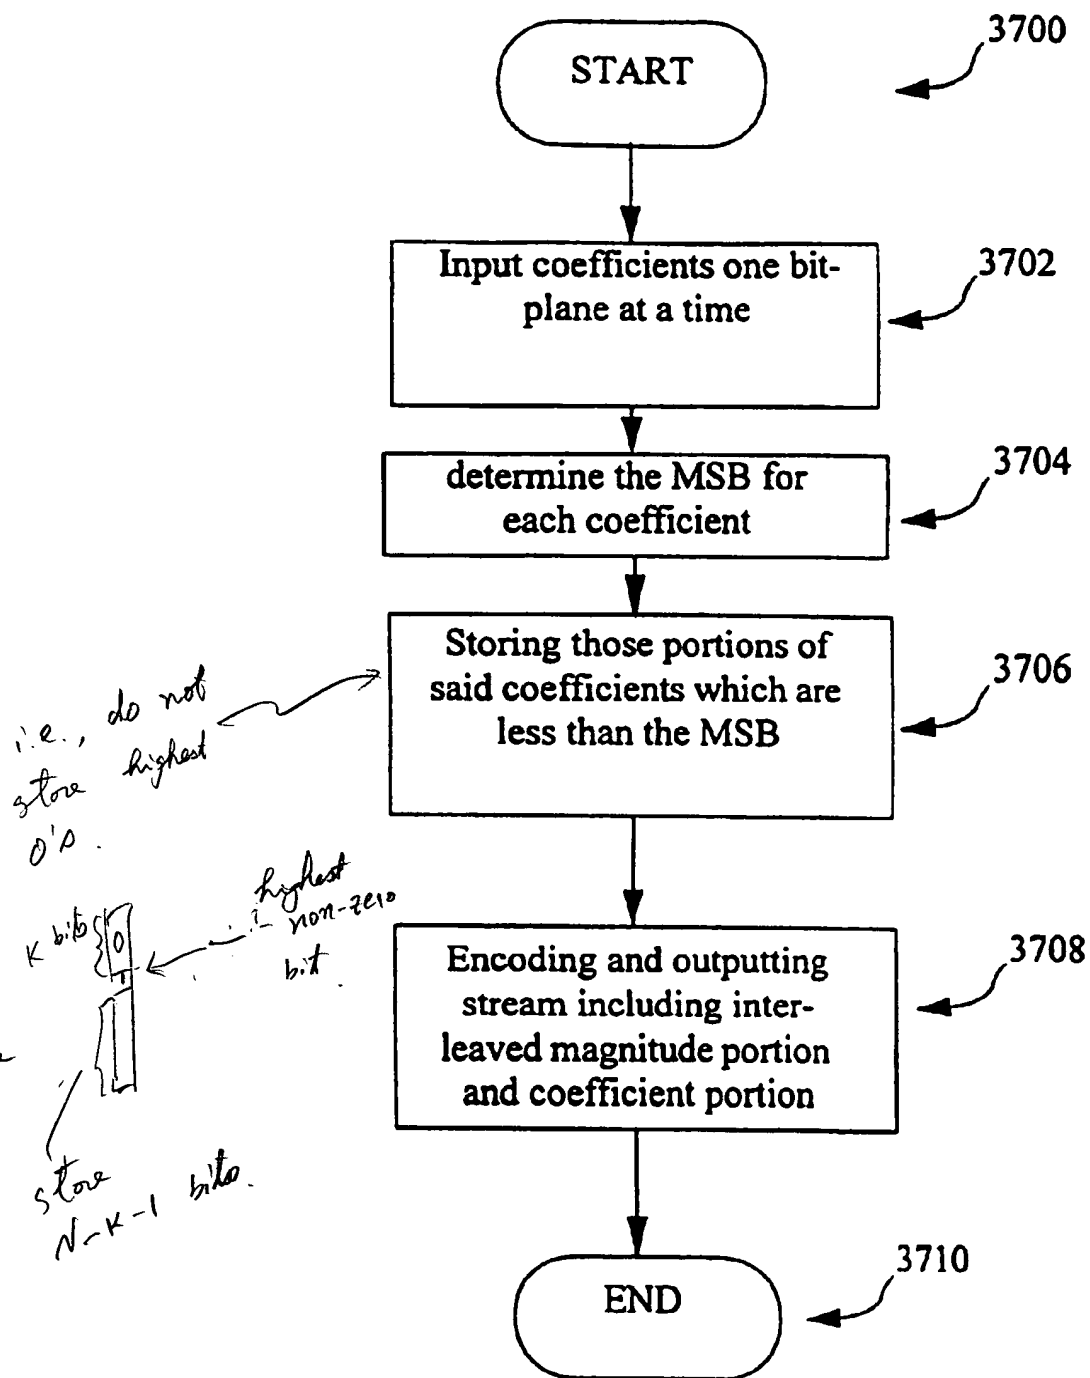 3700
START
Input coefficients one bit-
plane at a time
3702
determine the MSB for
each coefficient
3704
Storing those portions of
said coefficients which are
less than the MSB
3706
i.e., do not
store highest
0's.
K bits
0
1
highest
non-zero
bit.
store
N-K-1 bits.
Encoding and outputting
stream including inter-
leaved magnitude portion
and coefficient portion
3708
END
3710